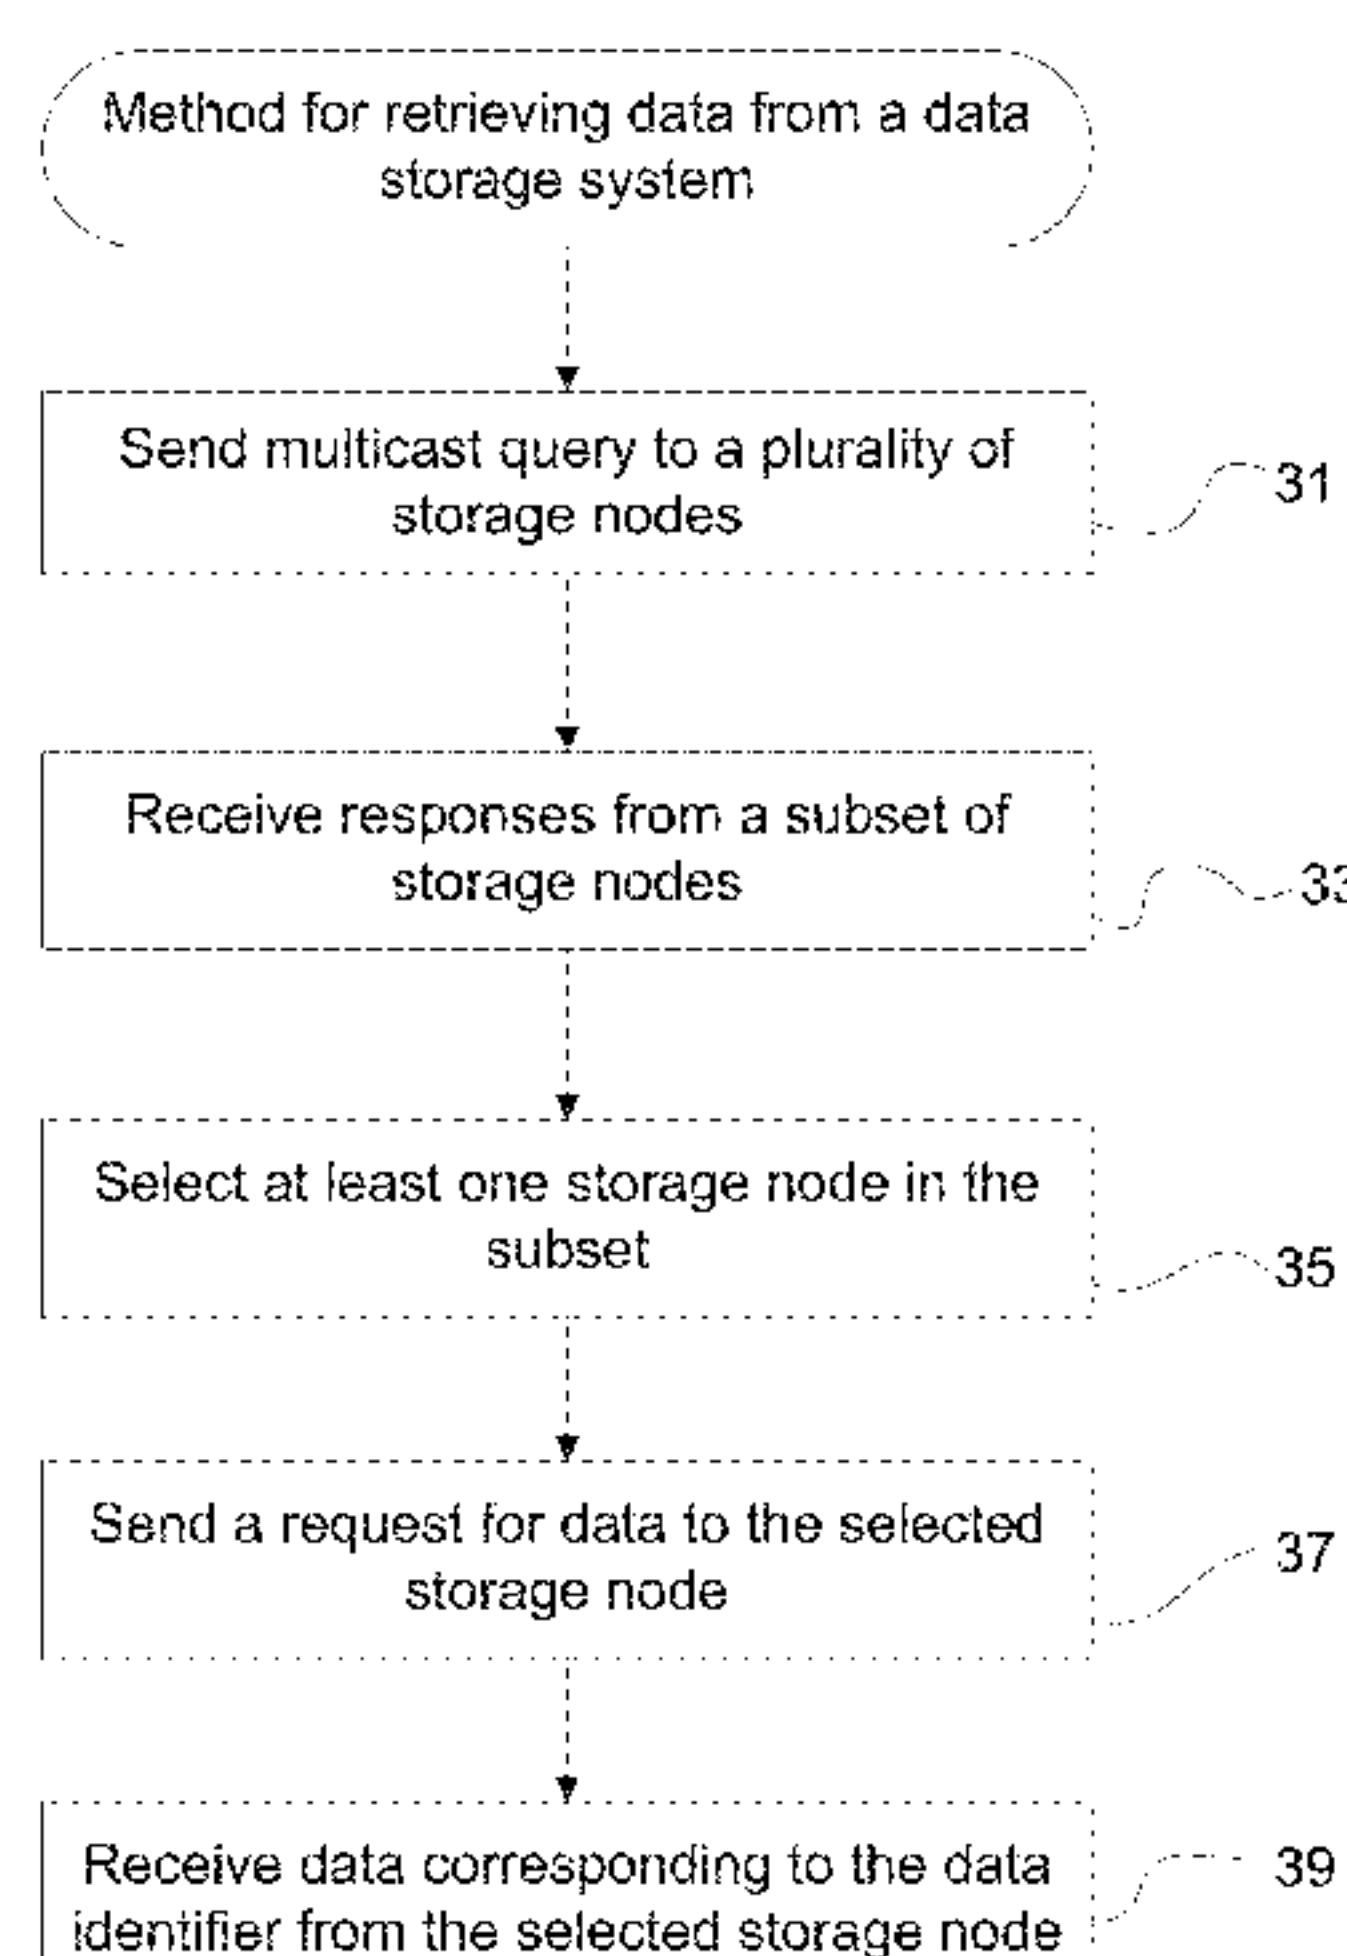 Method for retrieving data from a data
storage system
Send multicast query to a plurality of
storage nodes
31
Receive responses from a subset of
storage nodes
33
Select at least one storage node in the
subset
35
Send a request for data to the selected
storage node
37
Receive data corresponding to the data
identifier from the selected storage node
39